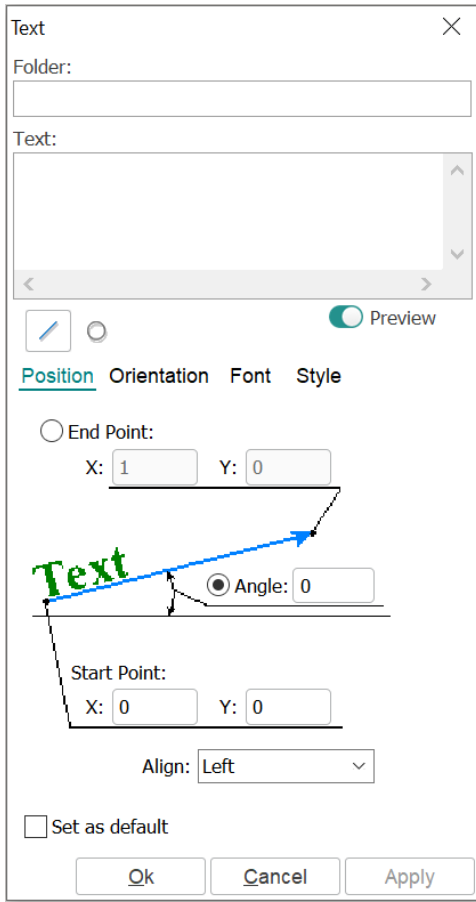 Text
Folder:
Text:
Preview
Position Orientation Font Style
End Point:
X: 1 Y: 0
Text
Angle: 0
Start Point:
X: 0 Y: 0
Align: Left
Set as default
Ok Cancel Apply